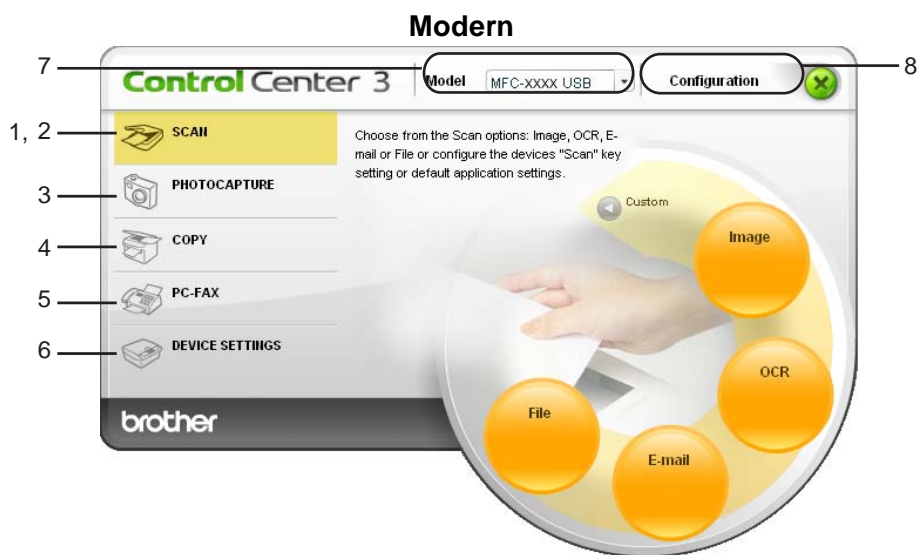 Modern
7
Control Center 3
Model
MFC-XXXX USB
Configuration
8
1, 2
SCAN
3
PHOTOCAPTURE
4
COPY
5
PC-FAX
6
DEVICE SETTINGS
Choose from the Scan options: Image, OCR, E-
mail or File or configure the devices "Scan" key
setting or default application settings.
Custom
Image
OCR
E-mail
File
brother